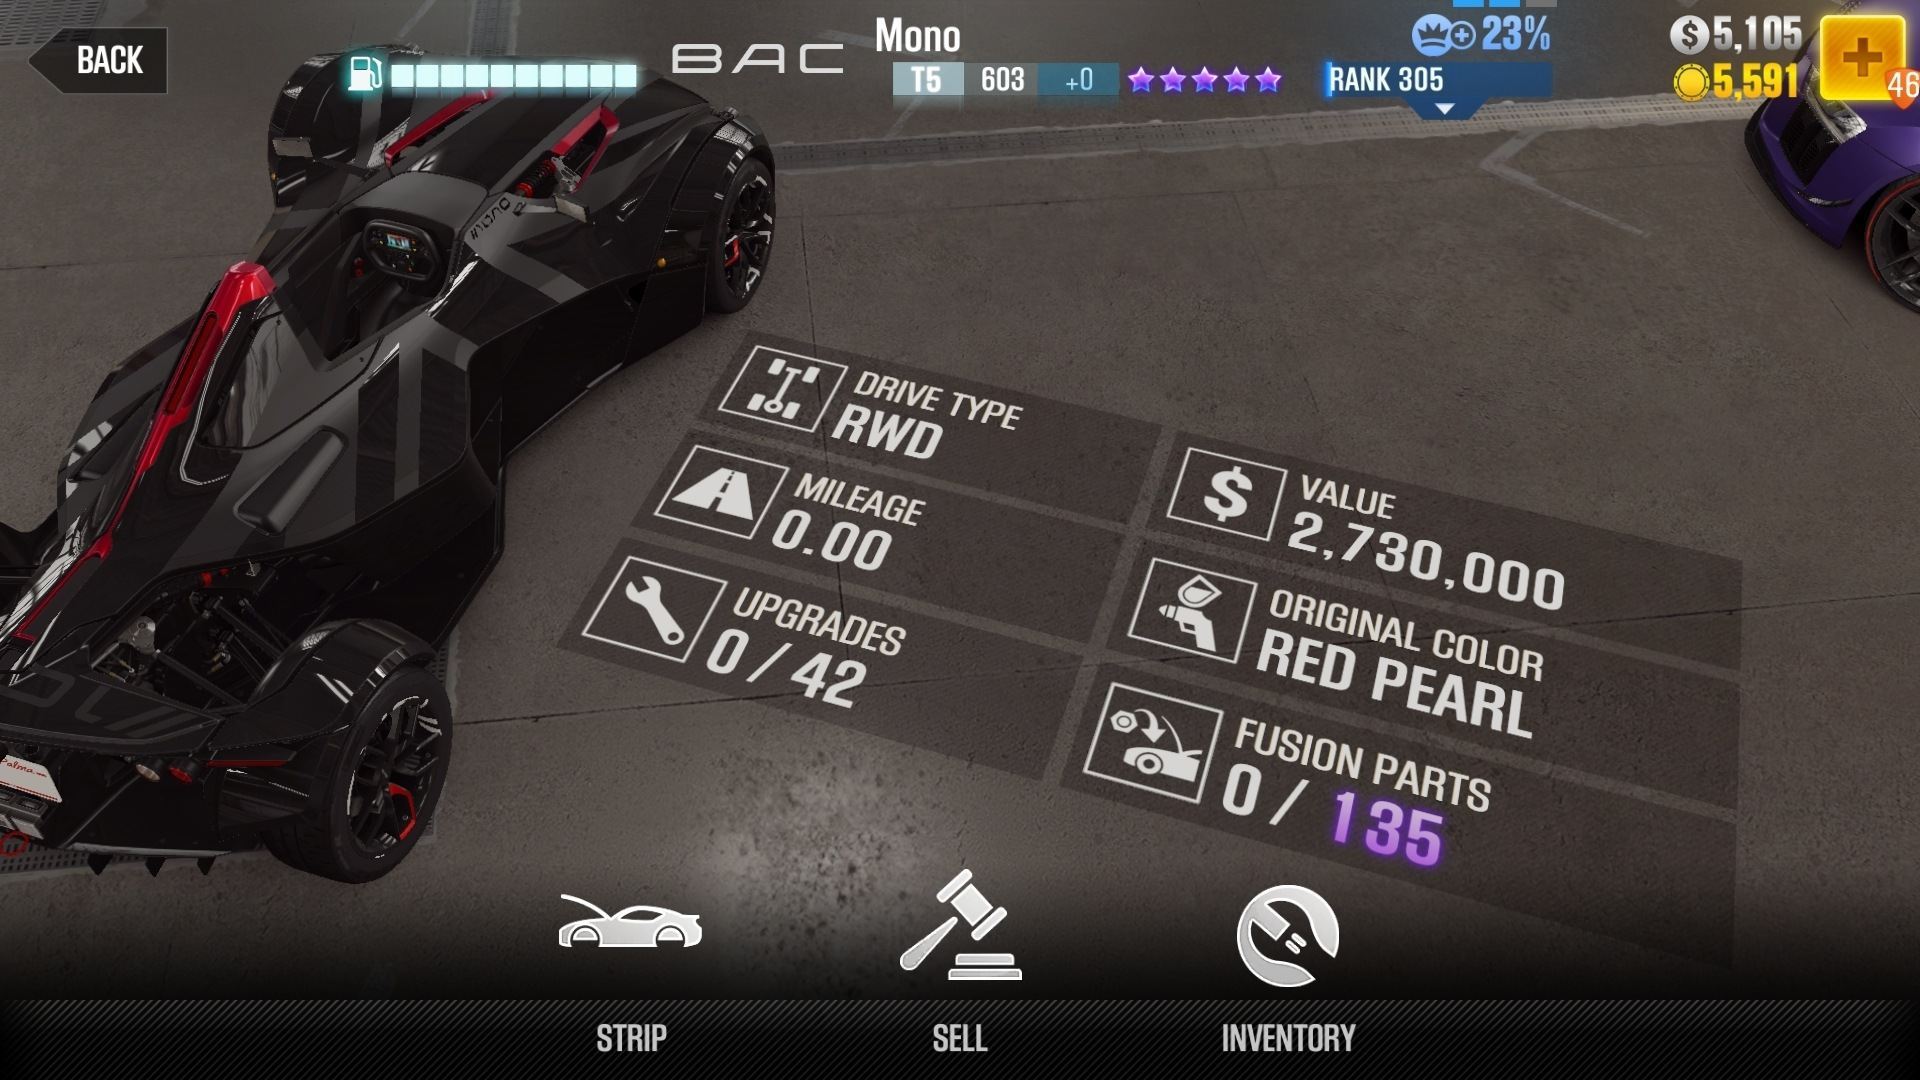 BACK
BAC
Mono
T5 603 +0
RANK 305
23%
5,105
5,591
46
DRIVE TYPE
RWD
MILEAGE
0.00
UPGRADES
0/42
VALUE
2,730,000
ORIGINAL COLOR
RED PEARL
FUSION PARTS
0/135
STRIP
SELL
INVENTORY